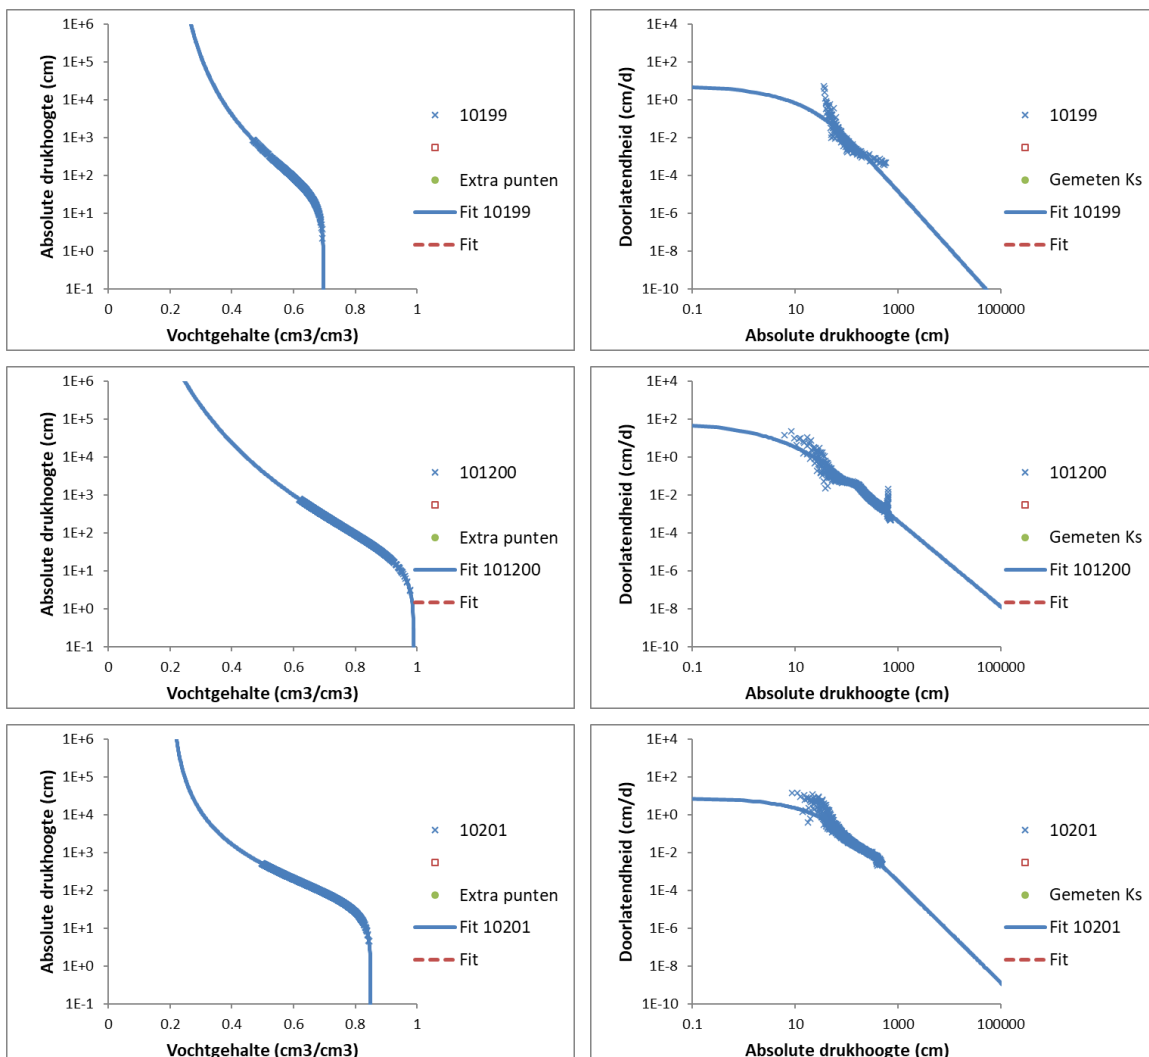 1E+6
1E+5
1E+4
1E+3
1E+2
1E+1
1E+0
1E-1
Absolute drukhoogte (cm)
0 0.2 0.4 0.6 0.8 1
Vochtgehalte (cm3/cm3)
10199
Extra punten
Fit 10199
Fit
1E+4
1E+2
1E+0
1E-2
1E-4
1E-6
1E-8
1E-10
Doorlatendheid (cm/d)
0.1 10 1000 100000
Absolute drukhoogte (cm)
10199
Gemeten Ks
Fit 10199
Fit
1E+6
1E+5
1E+4
1E+3
1E+2
1E+1
1E+0
1E-1
Absolute drukhoogte (cm)
0 0.2 0.4 0.6 0.8 1
Vochtgehalte (cm3/cm3)
101200
Extra punten
Fit 101200
Fit
1E+4
1E+2
1E+0
1E-2
1E-4
1E-6
1E-8
1E-10
Doorlatendheid (cm/d)
0.1 10 1000 100000
Absolute drukhoogte (cm)
101200
Gemeten Ks
Fit 101200
Fit
1E+6
1E+5
1E+4
1E+3
1E+2
1E+1
1E+0
1E-1
Absolute drukhoogte (cm)
0 0.2 0.4 0.6 0.8 1
Vochtgehalte (cm3/cm3)
10201
Extra punten
Fit 10201
Fit
1E+4
1E+2
1E+0
1E-2
1E-4
1E-6
1E-8
1E-10
Doorlatendheid (cm/d)
0.1 10 1000 100000
Absolute drukhoogte (cm)
10201
Gemeten Ks
Fit 10201
Fit